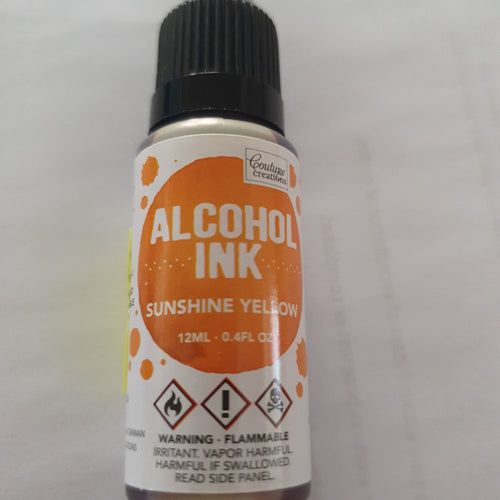 Couture
creations
ALCOHOL
INK
SUNSHINE YELLOW
12ML · 0.4FL OZ
WARNING - FLAMMABLE
IRRITANT. VAPOR HARMFUL.
HARMFUL IF SWALLOWED.
READ SIDE PANEL.